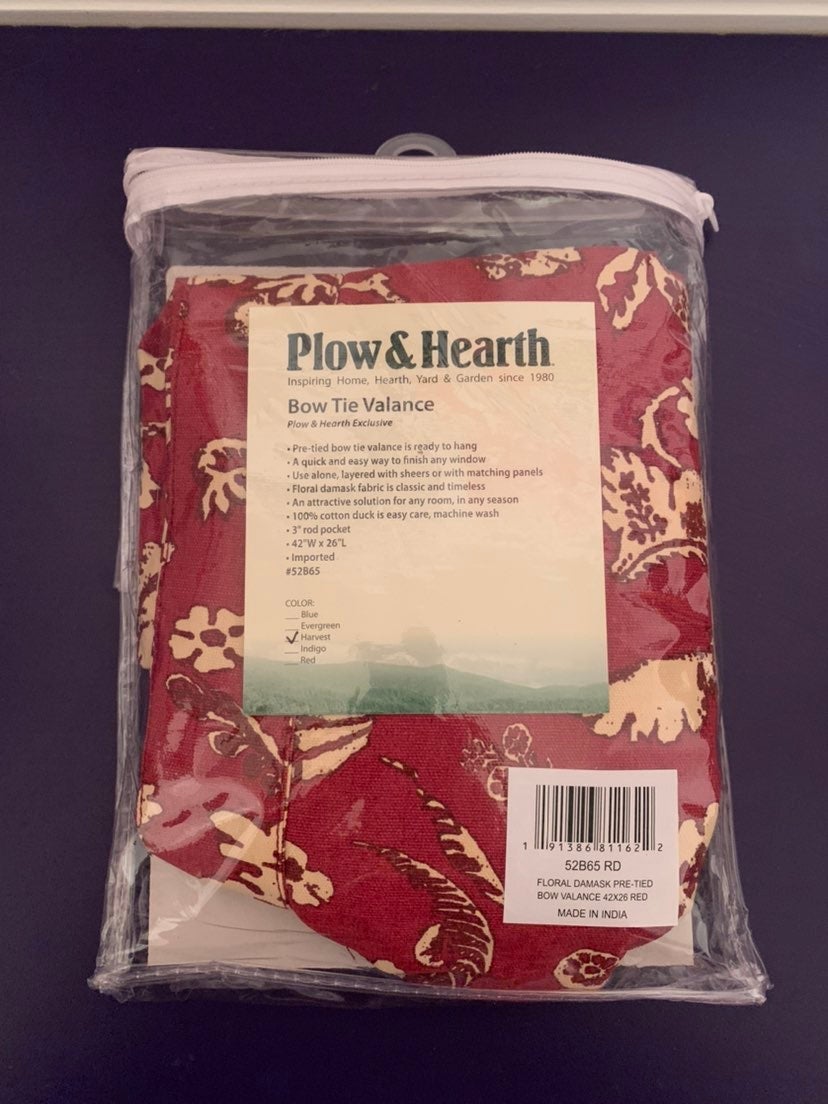 Plow & Hearth
Inspiring Home, Hearth, Yard & Garden since 1980
Bow Tie Valance
Plow & Hearth Exclusive
• Pre-tied bow tie valance is ready to hang
• A quick and easy way to finish any window
• Use alone, layered with sheers or with matching panels
• Floral damask fabric is classic and timeless
• An attractive solution for any room, in any season
• 100% cotton duck is easy care, machine wash
• 3" rod pocket
• 42"W x 26"L
• Imported
#52B65
COLOR:
___ Blue
___ Evergreen
✓ Harvest
___ Indigo
___ Red
1 91386 81162 2
52B65 RD
FLORAL DAMASK PRE-TIED
BOW VALANCE 42X26 RED
MADE IN INDIA